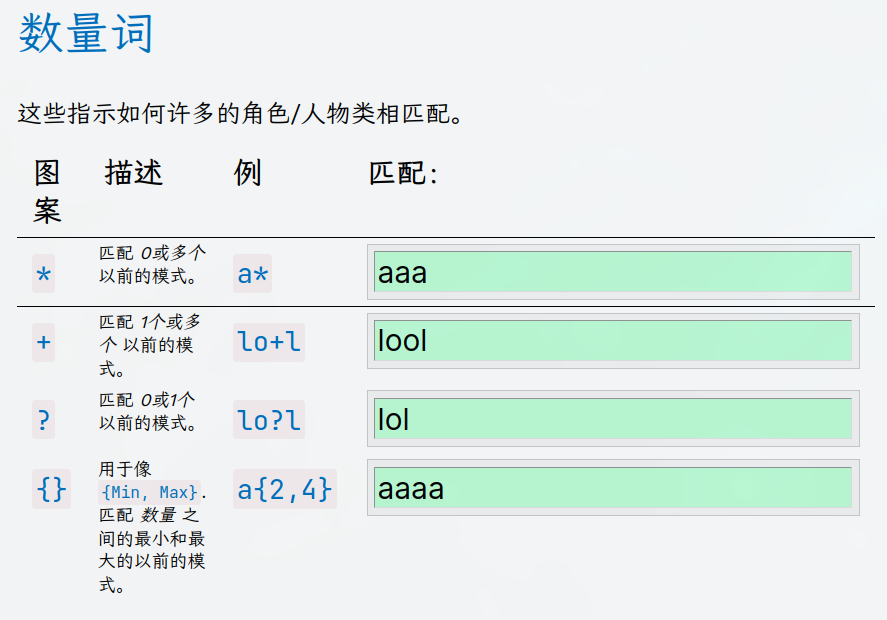 数量词
这些指示如何许多的角色/人物类相匹配。
图案 描述 例 匹配:
* 匹配 0或多个 以前的模式。 a* aaa
+ 匹配 1个或多个 以前的模式。 lo+l lool
? 匹配 0或1个 以前的模式。 lo?l lol
{} 用于像 {Min, Max}. 匹配 数量 之间的最小和最大的以前的模式。 a{2,4} aaaa